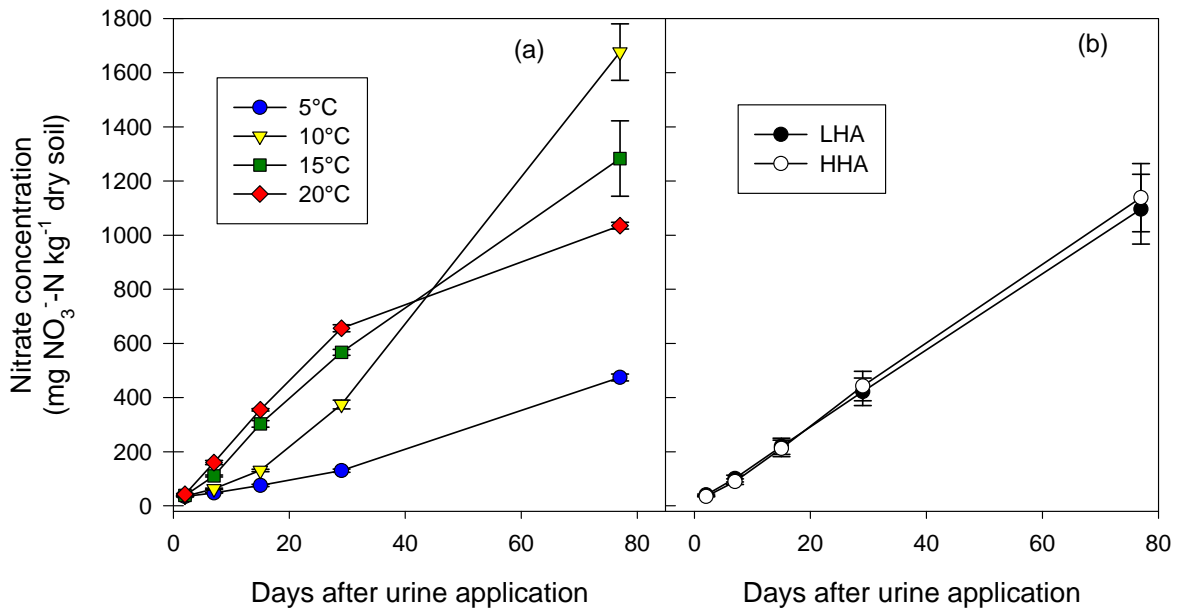 Nitrate concentration
(mg NO₃⁻-N kg⁻¹ dry soil)
1800
1600
1400
1200
1000
800
600
400
200
0
(a)
5°C
10°C
15°C
20°C
0 20 40 60 80
Days after urine application
(b)
LHA
HHA
0 20 40 60 80
Days after urine application